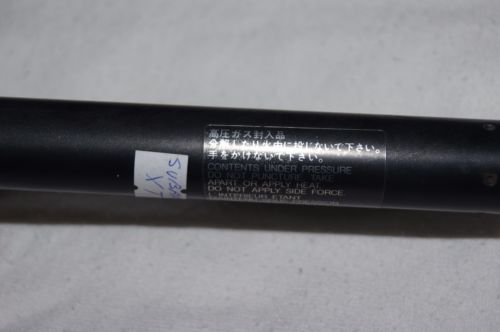 高圧ガス封入品
分解したり火中に投じないで下さい。
手をかけないで下さい。
CONTENTS UNDER PRESSURE
DO NOT PUNCTURE, TAKE
APART OR APPLY HEAT.
DO NOT APPLY SIDE FORCE.
L'INTERIEUR ETANT